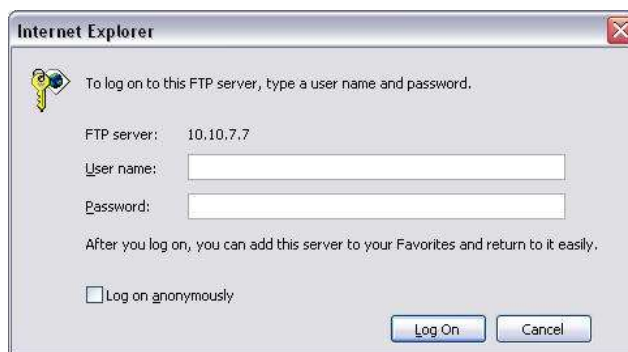 Internet Explorer
To log on to this FTP server, type a user name and password.
FTP server: 10.10.7.7
User name:
Password:
After you log on, you can add this server to your Favorites and return to it easily.
Log on anonymously
Log On Cancel